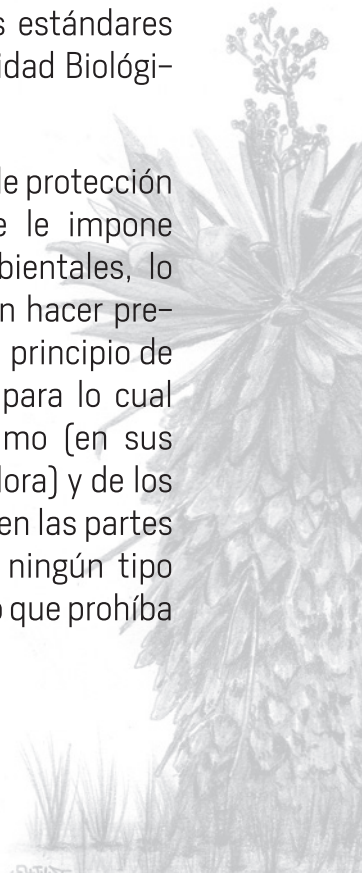 s estándares
idad Biológi–
le protección
e le impone
bientales, lo
n hacer pre–
principio de
para lo cual
mo (en sus
lora) y de los
en las partes
ningún tipo
o que prohíba